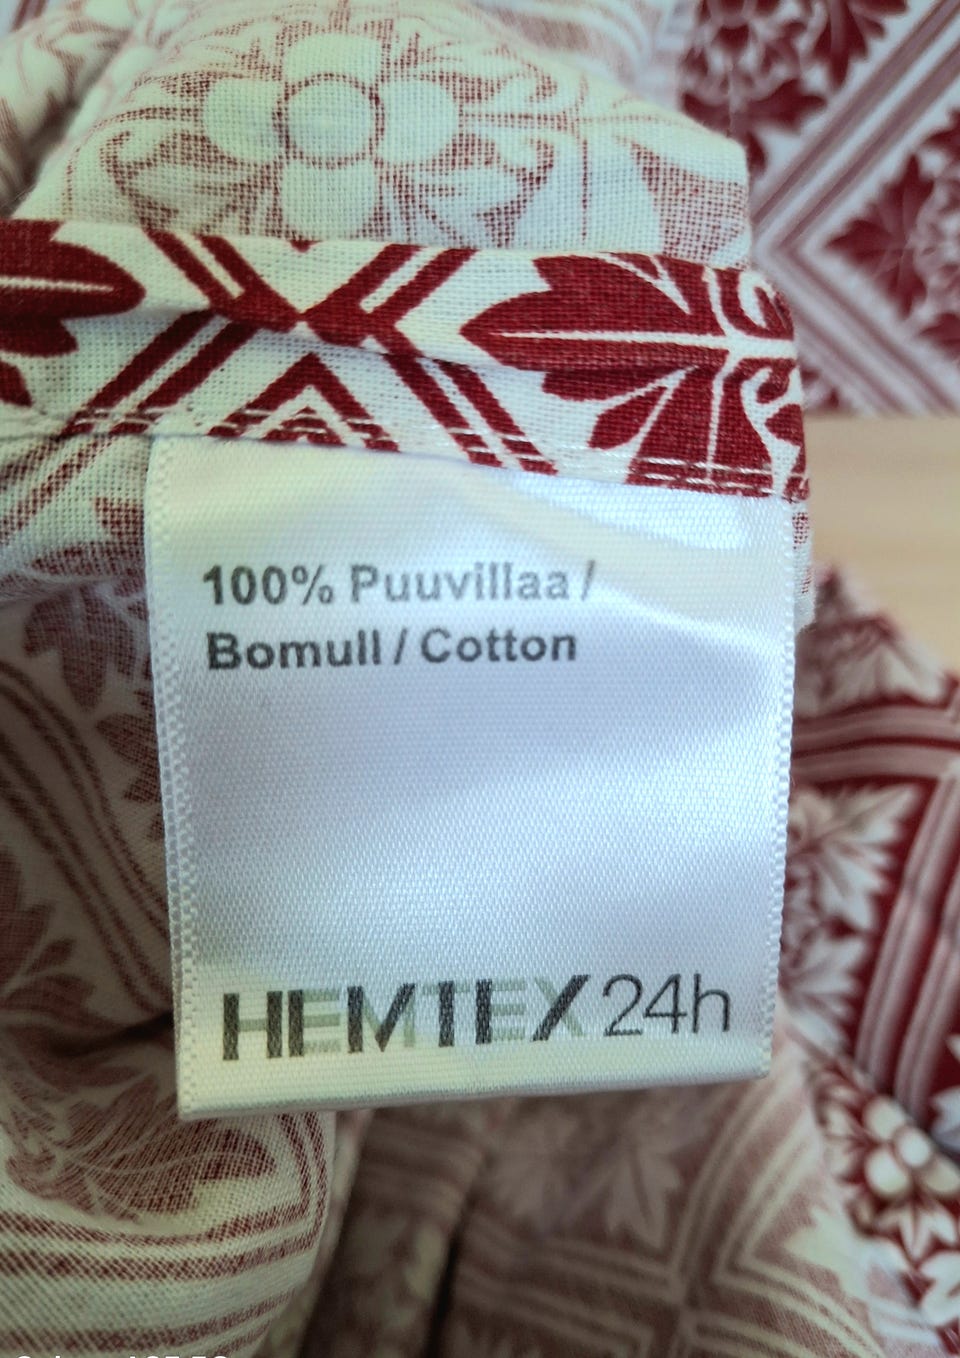 100% Puuvillaa /
Bomull / Cotton
HEMTEX 24h